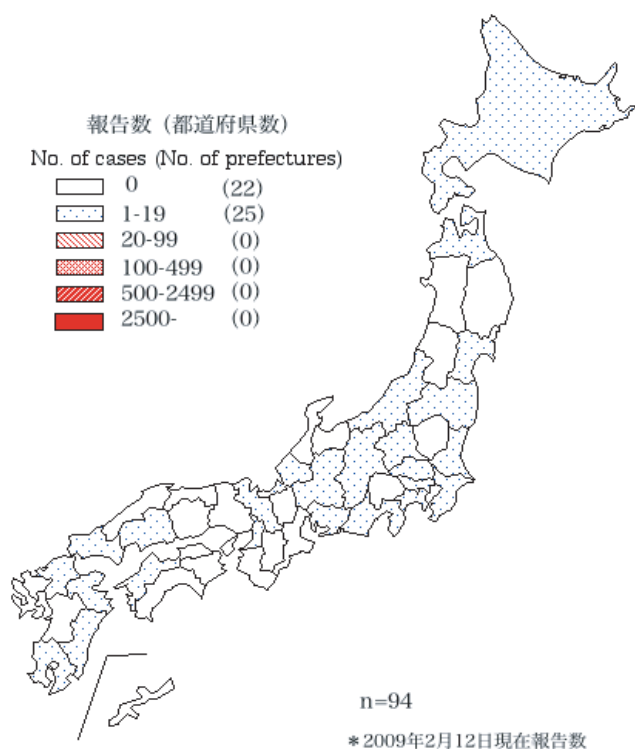 報告数（都道府県数）
No. of cases (No. of prefectures)
0 (22)
1-19 (25)
20-99 (0)
100-499 (0)
500-2499 (0)
2500- (0)
n=94
*2009年2月12日現在報告数